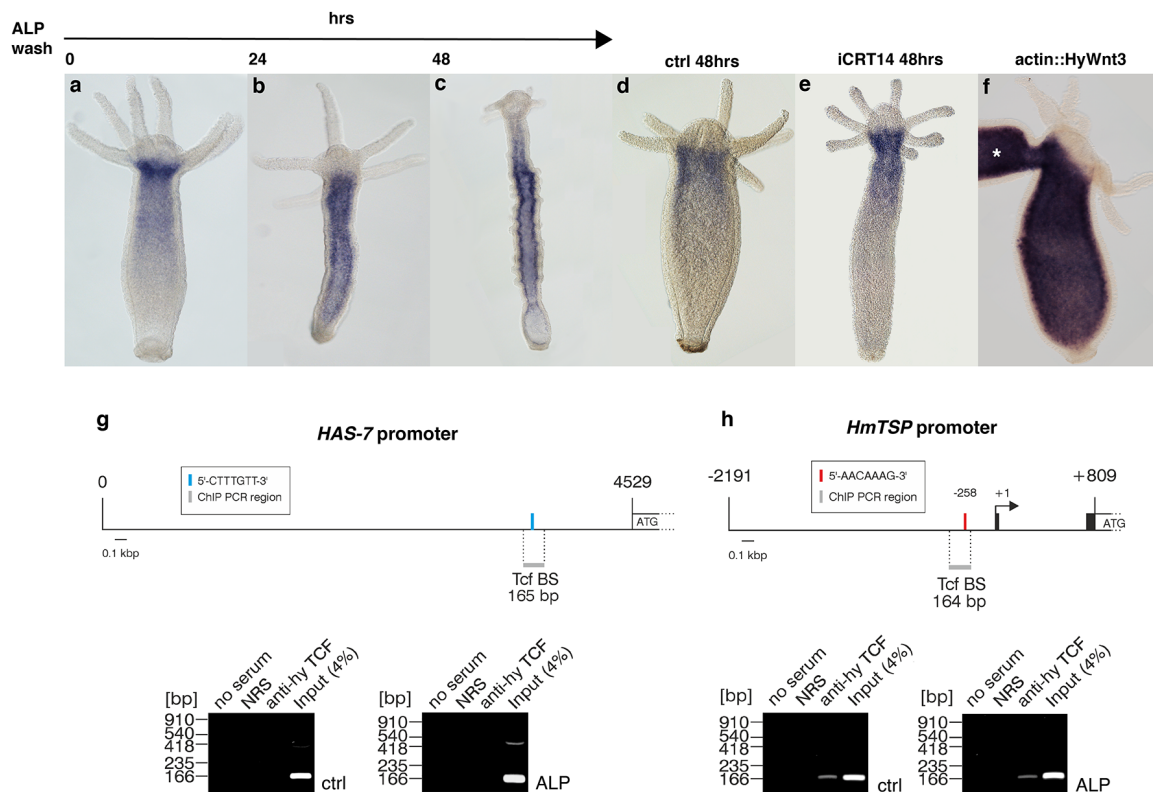 hrs
ALP
wash
0 24 48 ctrl 48hrs iCRT14 48hrs actin::HyWnt3
a b c d e f
*
g HAS-7 promoter
5'-CTTTGTT-3'
ChIP PCR region
0 4529
ATG
0.1 kbp
Tcf BS
165 bp
[bp] no serum NRS anti-hy TCF Input (4%)
910
540
418
235
166
ctrl
[bp] no serum NRS anti-hy TCF Input (4%)
910
540
418
235
166
ALP
h HmTSP promoter
5'-AACAAAG-3'
ChIP PCR region
-2191 -258 +1 +809
ATG
0.1 kbp
Tcf BS
164 bp
[bp] no serum NRS anti-hy TCF Input (4%)
910
540
418
235
166
ctrl
[bp] no serum NRS anti-hy TCF Input (4%)
910
540
418
235
166
ALP